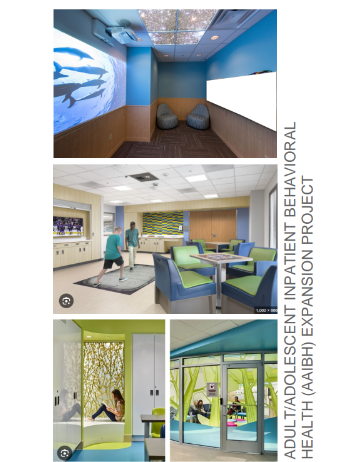 ADULT/ADOLESCENT INPATIENT BEHAVIORAL
HEALTH (AAIBH) EXPANSION PROJECT